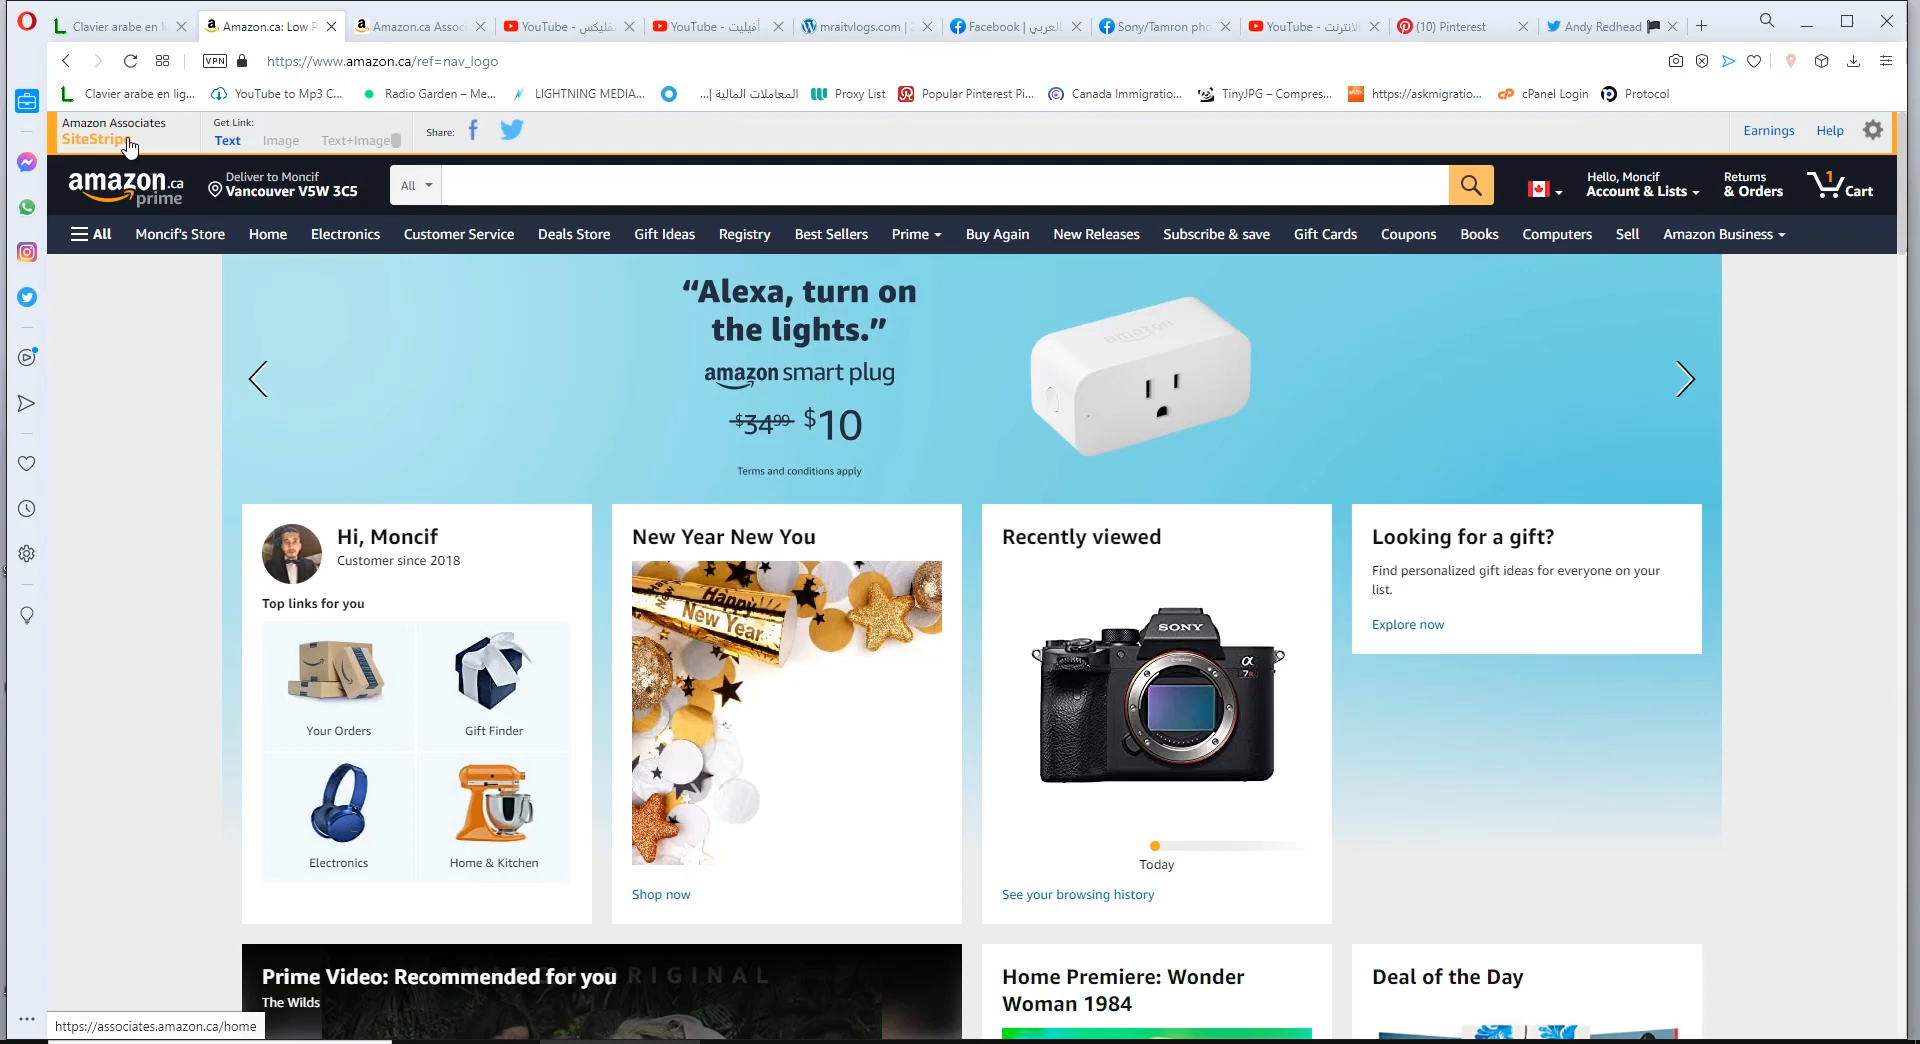 Clavier arabe en li
Amazon.ca: Low P
Amazon.ca Assoc
YouTube - فليكس
YouTube - أفيليت
mraitvlogs.com |
Facebook | العربي
Sony/Tamron pho
YouTube - الانترنت
(10) Pinterest
Andy Redhead
VPN
https://www.amazon.ca/ref=nav_logo
Clavier arabe en lig...
YouTube to Mp3 C...
Radio Garden – Me...
LIGHTNING MEDIA...
المعاملات المالية |...
Proxy List
Popular Pinterest Pi...
Canada Immigratio...
TinyJPG – Compres...
https://askmigratio...
cPanel Login
Protocol
Amazon Associates
SiteStripe
Get Link:
Text Image Text+Image
Share:
Earnings Help
amazon.ca
prime
Deliver to Moncif
Vancouver V5W 3C5
All
Hello, Moncif
Account & Lists
Returns
& Orders
1
Cart
All Moncif's Store Home Electronics Customer Service Deals Store Gift Ideas Registry Best Sellers Prime Buy Again New Releases Subscribe & save Gift Cards Coupons Books Computers Sell Amazon Business
“Alexa, turn on
the lights.”
amazon smart plug
$34.99 $10
Terms and conditions apply
amazon
Hi, Moncif
Customer since 2018
Top links for you
Your Orders
Gift Finder
Electronics
Home & Kitchen
New Year New You
Happy
New Year
Shop now
Recently viewed
SONY
α
7R
Today
See your browsing history
Looking for a gift?
Find personalized gift ideas for everyone on your
list.
Explore now
Prime Video: Recommended for you
ORIGINAL
The Wilds
Home Premiere: Wonder
Woman 1984
Deal of the Day
https://associates.amazon.ca/home